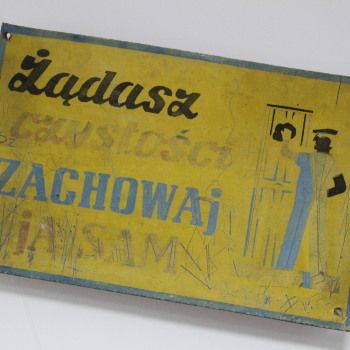 Żądasz
czystości
ZACHOWAj
jĄ SAM